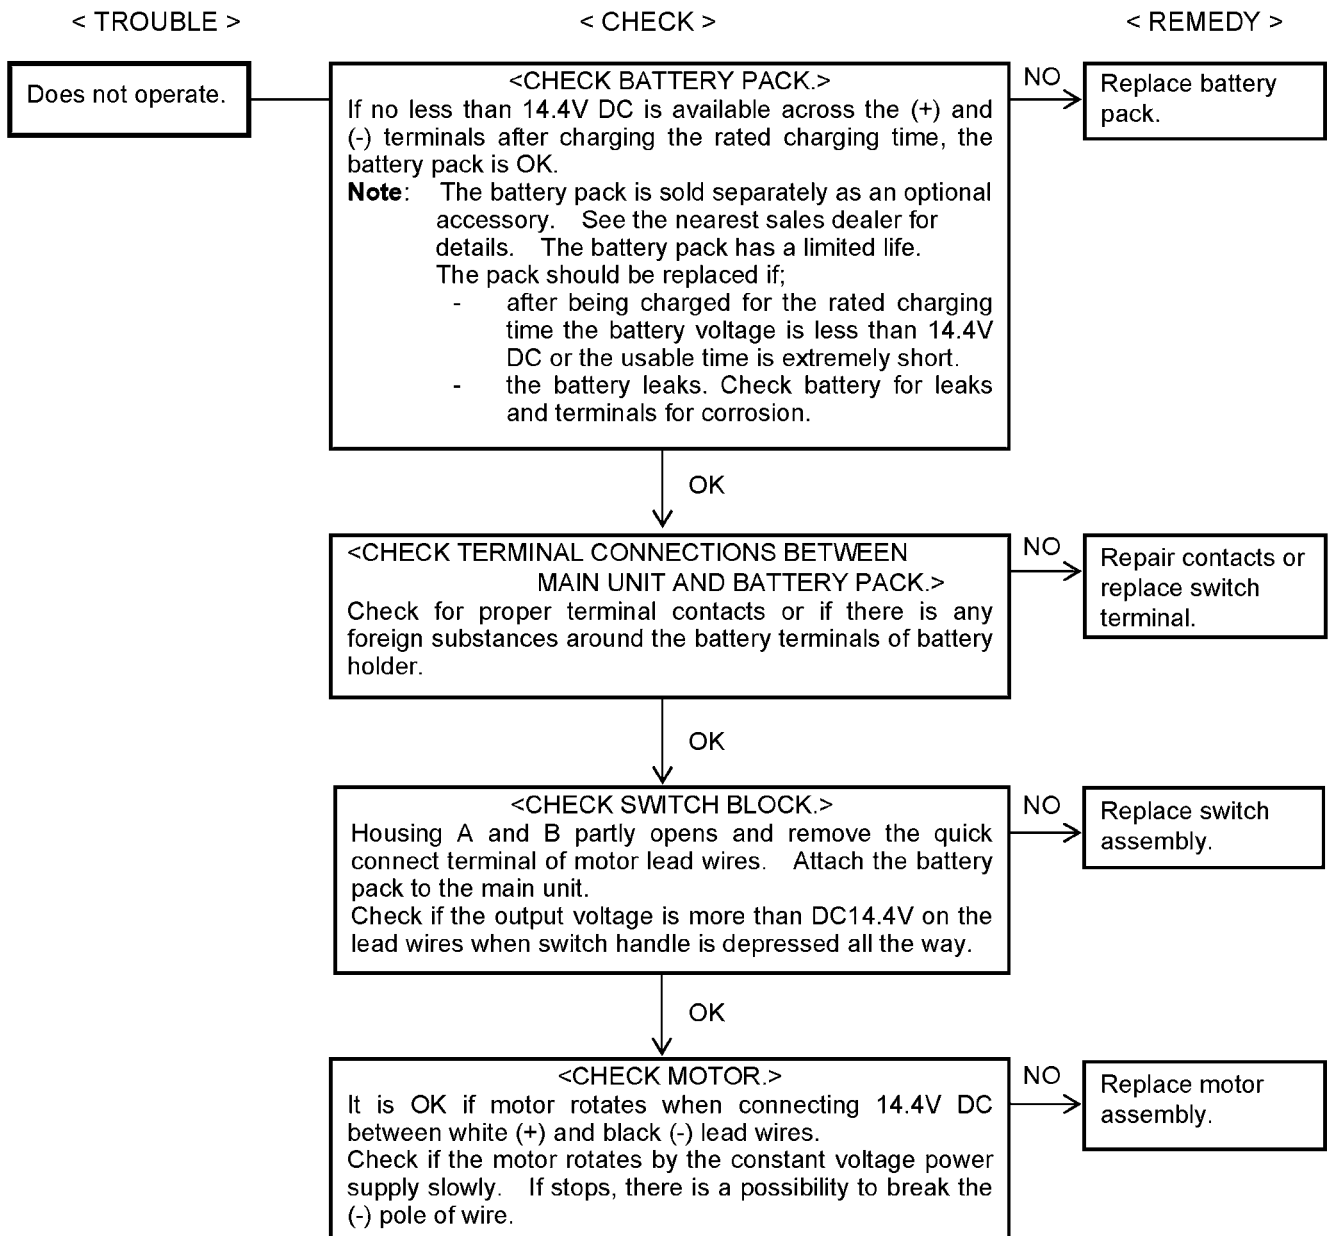 < TROUBLE >
< CHECK >
< REMEDY >
Does not operate.
<CHECK BATTERY PACK.>
If no less than 14.4V DC is available across the (+) and
(-) terminals after charging the rated charging time, the
battery pack is OK.
Note: The battery pack is sold separately as an optional
accessory. See the nearest sales dealer for
details. The battery pack has a limited life.
The pack should be replaced if;
- after being charged for the rated charging
time the battery voltage is less than 14.4V
DC or the usable time is extremely short.
- the battery leaks. Check battery for leaks
and terminals for corrosion.
NO
Replace battery
pack.
OK
<CHECK TERMINAL CONNECTIONS BETWEEN
MAIN UNIT AND BATTERY PACK.>
Check for proper terminal contacts or if there is any
foreign substances around the battery terminals of battery
holder.
NO
Repair contacts or
replace switch
terminal.
OK
<CHECK SWITCH BLOCK.>
Housing A and B partly opens and remove the quick
connect terminal of motor lead wires. Attach the battery
pack to the main unit.
Check if the output voltage is more than DC14.4V on the
lead wires when switch handle is depressed all the way.
NO
Replace switch
assembly.
OK
<CHECK MOTOR.>
It is OK if motor rotates when connecting 14.4V DC
between white (+) and black (-) lead wires.
Check if the motor rotates by the constant voltage power
supply slowly. If stops, there is a possibility to break the
(-) pole of wire.
NO
Replace motor
assembly.